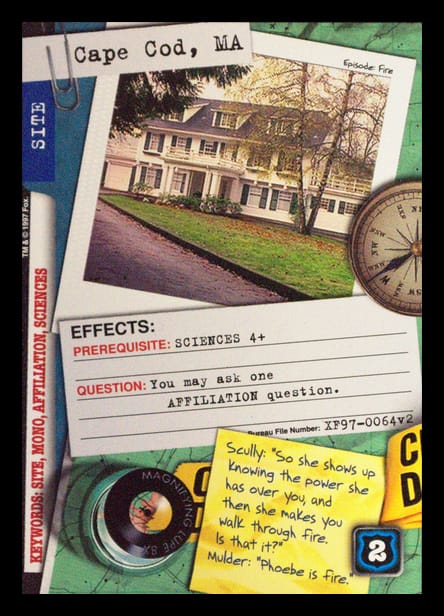 Cape Cod, MA
Episode: Fire
SITE
TM & © 1997 Fox.
KEYWORDS: SITE, MONO, AFFILIATION, SCIENCES
EFFECTS:
PREREQUISITE: SCIENCES 4+
QUESTION: You may ask one
AFFILIATION question.
Bureau File Number: XF97-0064v2
MAGNIFYING LUPE 8X
Scully: "So she shows up
knowing the power she
has over you, and
then she makes you
walk through fire.
Is that it?"
Mulder: "Phoebe is fire."
2